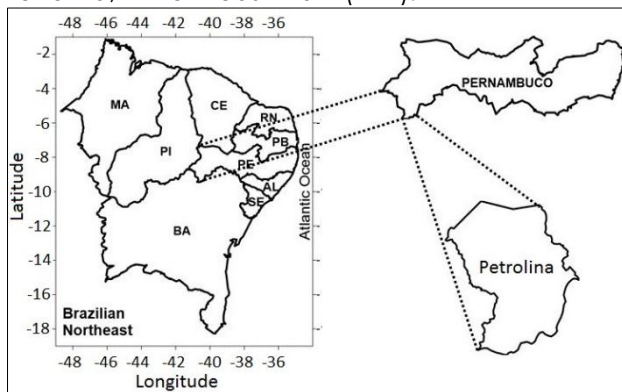 -48 -46 -44 -42 -40 -38 -36
-2
-4
-6
-8
-10
-12
-14
-16
-18
Latitude
MA
CE
RN
PB
PI
PE
AL
SE
BA
Atlantic Ocean
Brazilian
Northeast
-48 -46 -44 -42 -40 -38 -36
Longitude
PERNAMBUCO
Petrolina